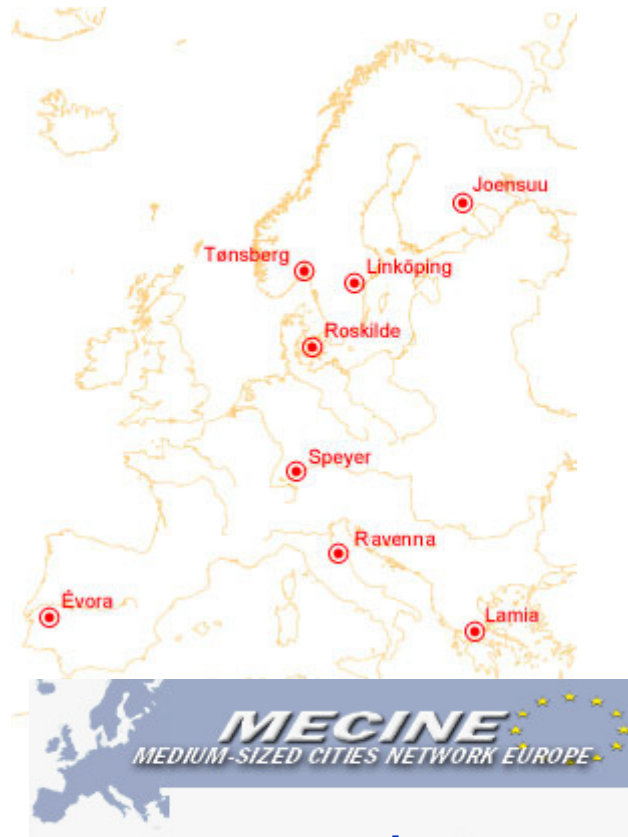 Joensuu
Tønsberg
Linköping
Roskilde
Speyer
Ravenna
Évora
Lamia
MECINE
MEDIUM-SIZED CITIES NETWORK EUROPE